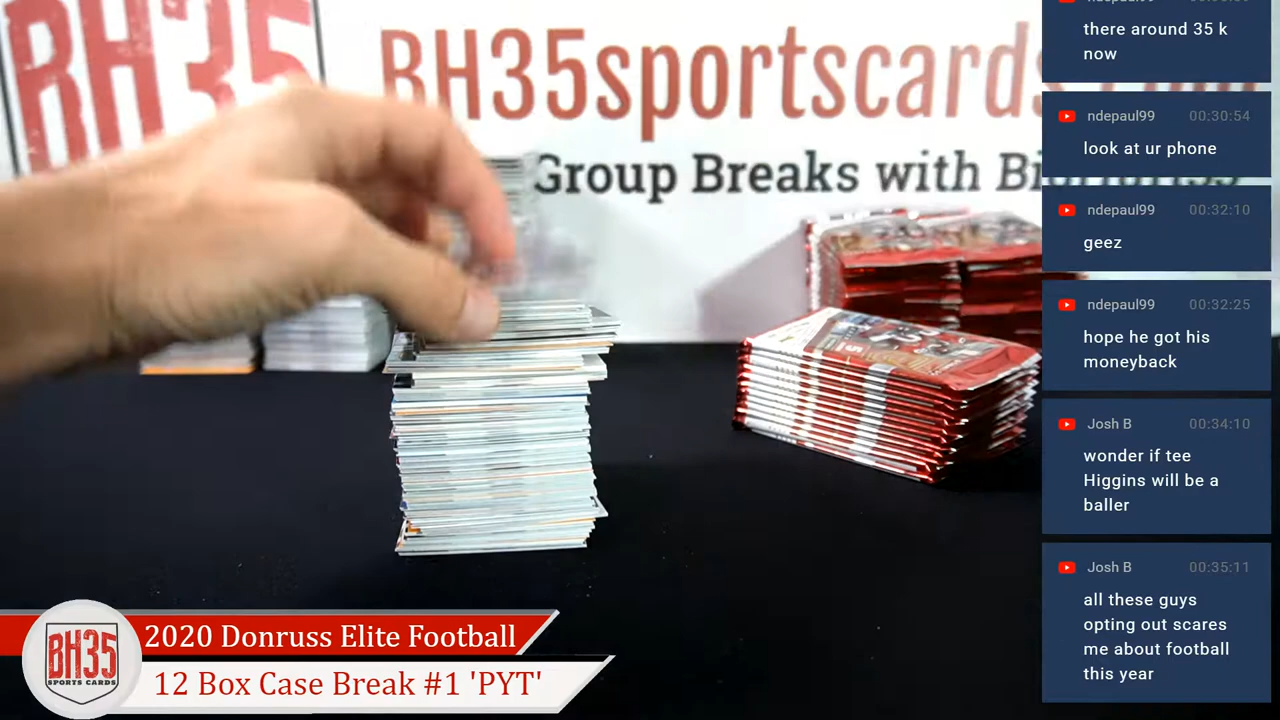 BH35
BH35sportscards
Group Breaks with
there around 35 k
now
ndepaul99 00:30:54
look at ur phone
ndepaul99 00:32:10
geez
ndepaul99 00:32:25
hope he got his
moneyback
Josh B 00:34:10
wonder if tee
Higgins will be a
baller
Josh B 00:35:11
all these guys
opting out scares
me about football
this year
BH35
SPORTS CARDS
2020 Donruss Elite Football
12 Box Case Break #1 'PYT'